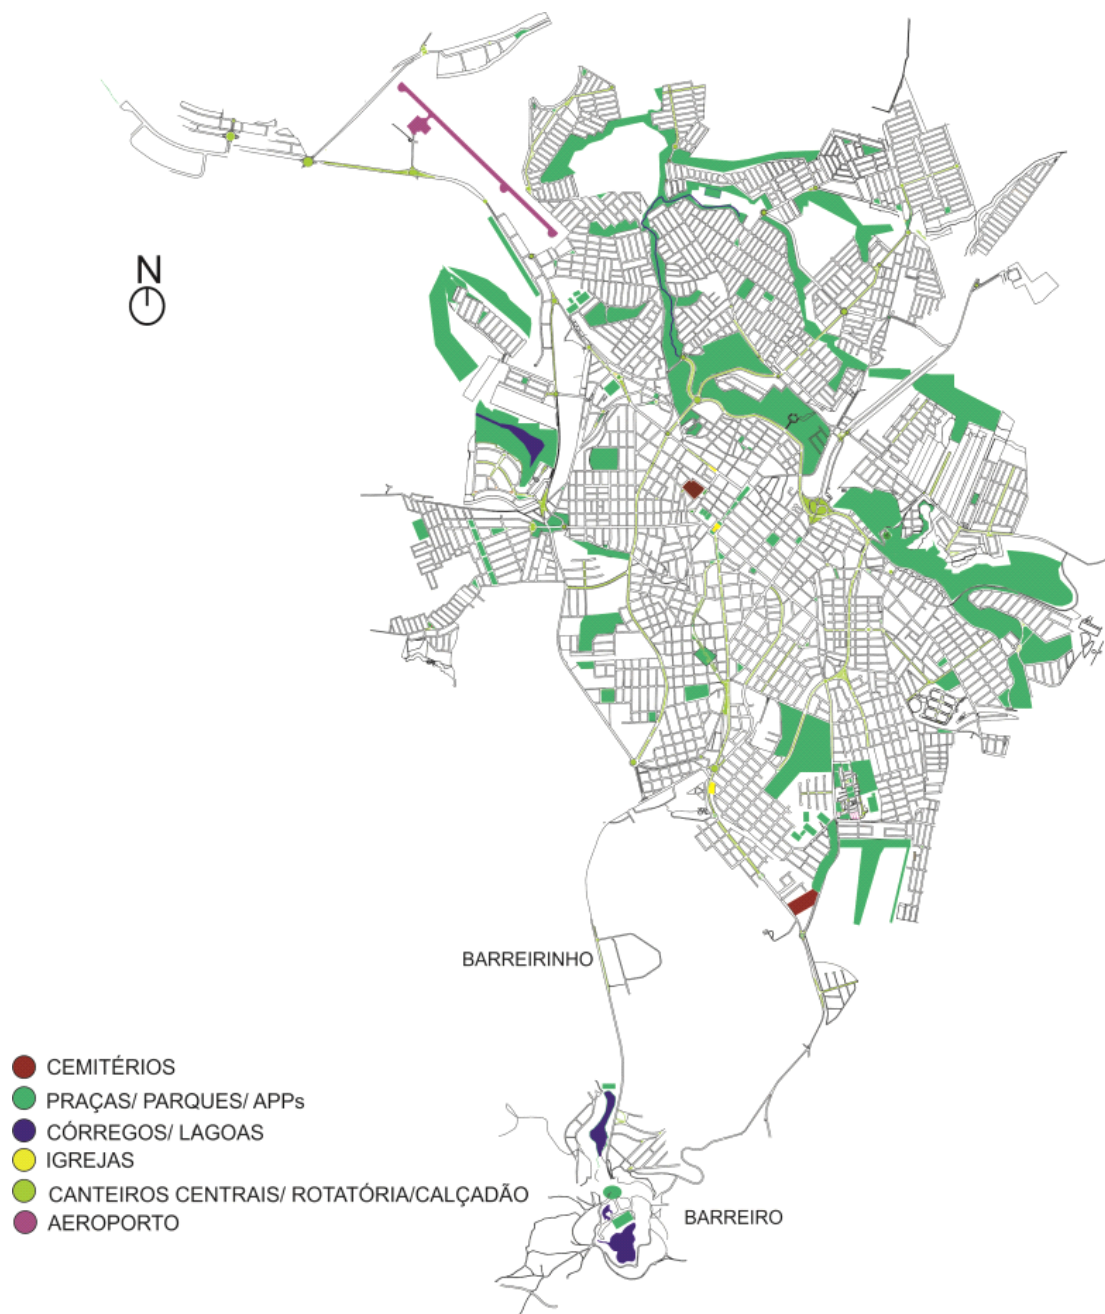 N
BARREIRINHO
CEMITÉRIOS
PRAÇAS/ PARQUES/ APPs
CÓRREGOS/ LAGOAS
IGREJAS
CANTEIROS CENTRAIS/ ROTATÓRIA/CALÇADÃO
AEROPORTO
BARREIRO